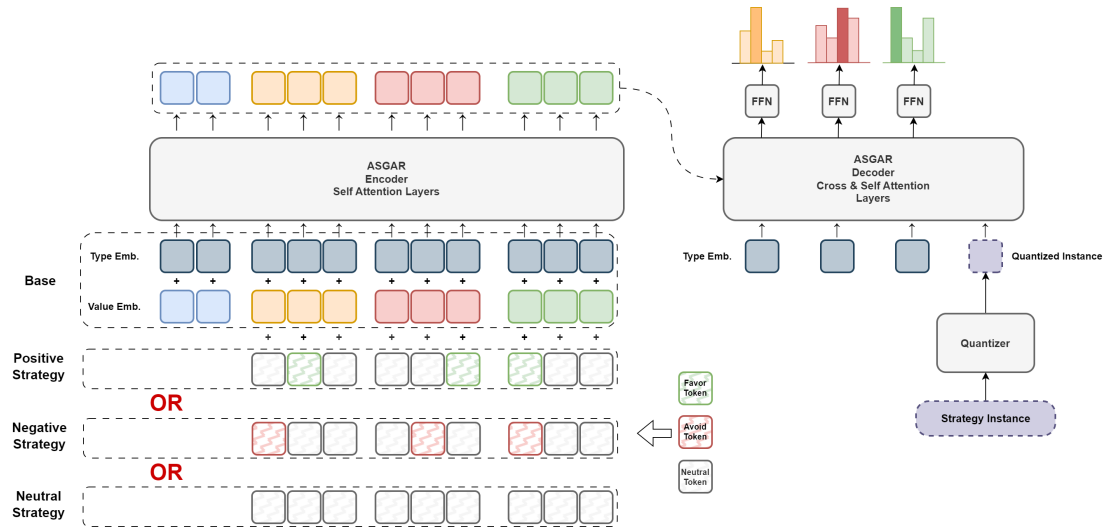 FFN
FFN
FFN
ASGAR
Encoder
Self Attention Layers
ASGAR
Decoder
Cross & Self Attention
Layers
Base
Type Emb.
+ + + + + + + + + + +
Value Emb.
+ + + + + + + + +
Type Emb.
Quantized Instance
Quantizer
Strategy Instance
Positive
Strategy
OR
Negative
Strategy
OR
Neutral
Strategy
Favor
Token
Avoid
Token
Neutral
Token